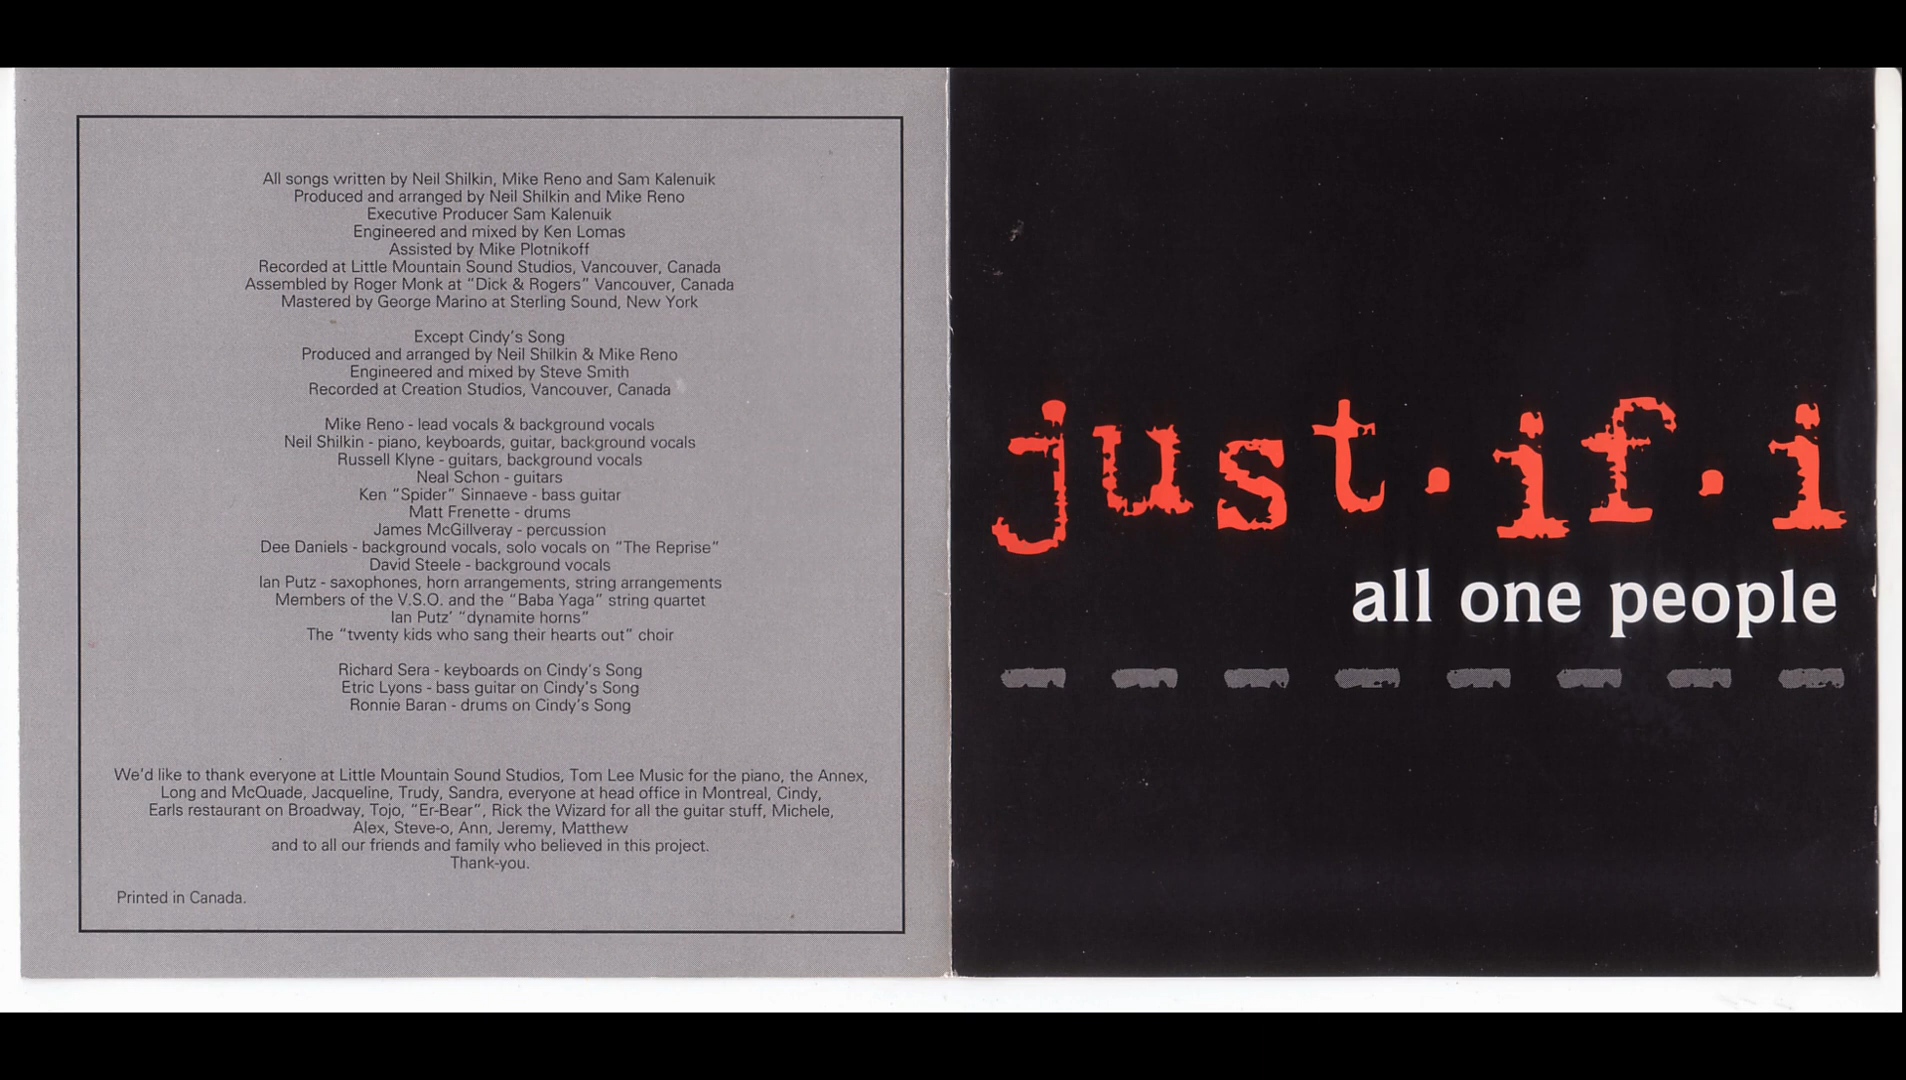 All songs written by Neil Shilkin, Mike Reno and Sam Kalenuik
Produced and arranged by Neil Shilkin and Mike Reno
Executive Producer Sam Kalenuik
Engineered and mixed by Ken Lomas
Assisted by Mike Plotnikoff
Recorded at Little Mountain Sound Studios, Vancouver, Canada
Assembled by Roger Monk at "Dick & Rogers" Vancouver, Canada
Mastered by George Marino at Sterling Sound, New York
Except Cindy's Song
Produced and arranged by Neil Shilkin & Mike Reno
Engineered and mixed by Steve Smith
Recorded at Creation Studios, Vancouver, Canada
Mike Reno - lead vocals & background vocals
Neil Shilkin - piano, keyboards, guitar, background vocals
Russell Klyne - guitars, background vocals
Neal Schon - guitars
Ken "Spider" Sinnaeve - bass guitar
Matt Frenette - drums
James McGillveray - percussion
Dee Daniels - background vocals, solo vocals on "The Reprise"
David Steele - background vocals
Ian Putz - saxophones, horn arrangements, string arrangements
Members of the V.S.O. and the "Baba Yaga" string quartet
Ian Putz' "dynamite horns"
The "twenty kids who sang their hearts out" choir
Richard Sera - keyboards on Cindy's Song
Etric Lyons - bass guitar on Cindy's Song
Ronnie Baran - drums on Cindy's Song
We'd like to thank everyone at Little Mountain Sound Studios, Tom Lee Music for the piano, the Annex,
Long and McQuade, Jacqueline, Trudy, Sandra, everyone at head office in Montreal, Cindy,
Earls restaurant on Broadway, Tojo, "Er-Bear", Rick the Wizard for all the guitar stuff, Michele,
Alex, Steve-o, Ann, Jeremy, Matthew
and to all our friends and family who believed in this project.
Thank-you.
Printed in Canada.
just·if·i
all one people